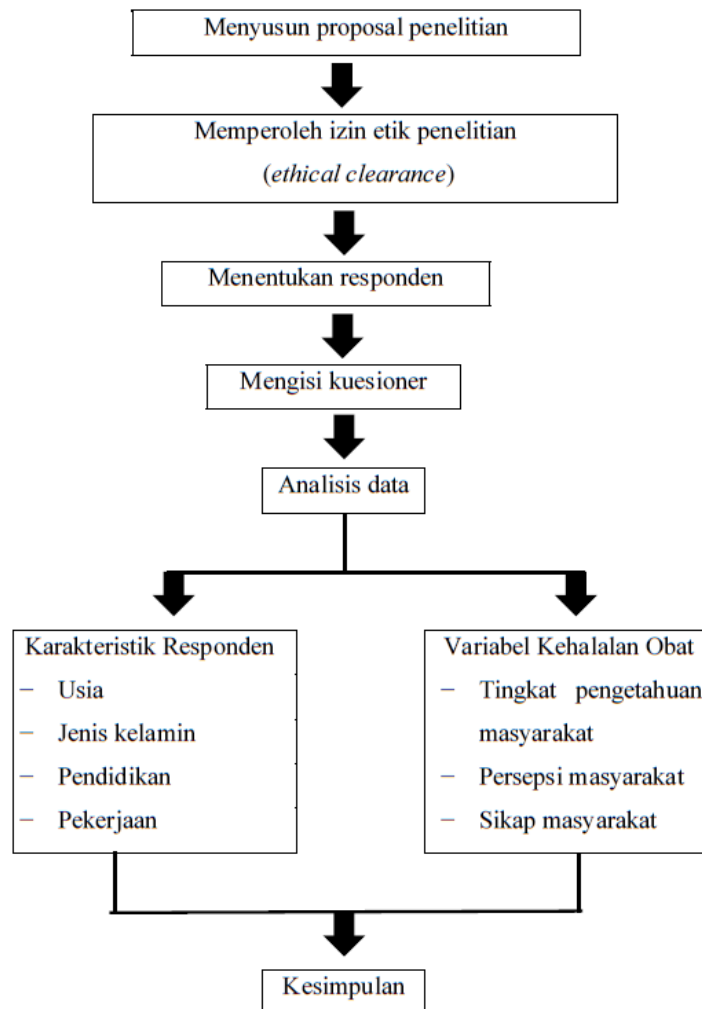 Menyusun proposal penelitian
Memperoleh izin etik penelitian
(ethical clearance)
Menentukan responden
Mengisi kuesioner
Analisis data
Karakteristik Responden
– Usia
– Jenis kelamin
– Pendidikan
– Pekerjaan
Variabel Kehalalan Obat
– Tingkat pengetahuan
masyarakat
– Persepsi masyarakat
– Sikap masyarakat
Kesimpulan